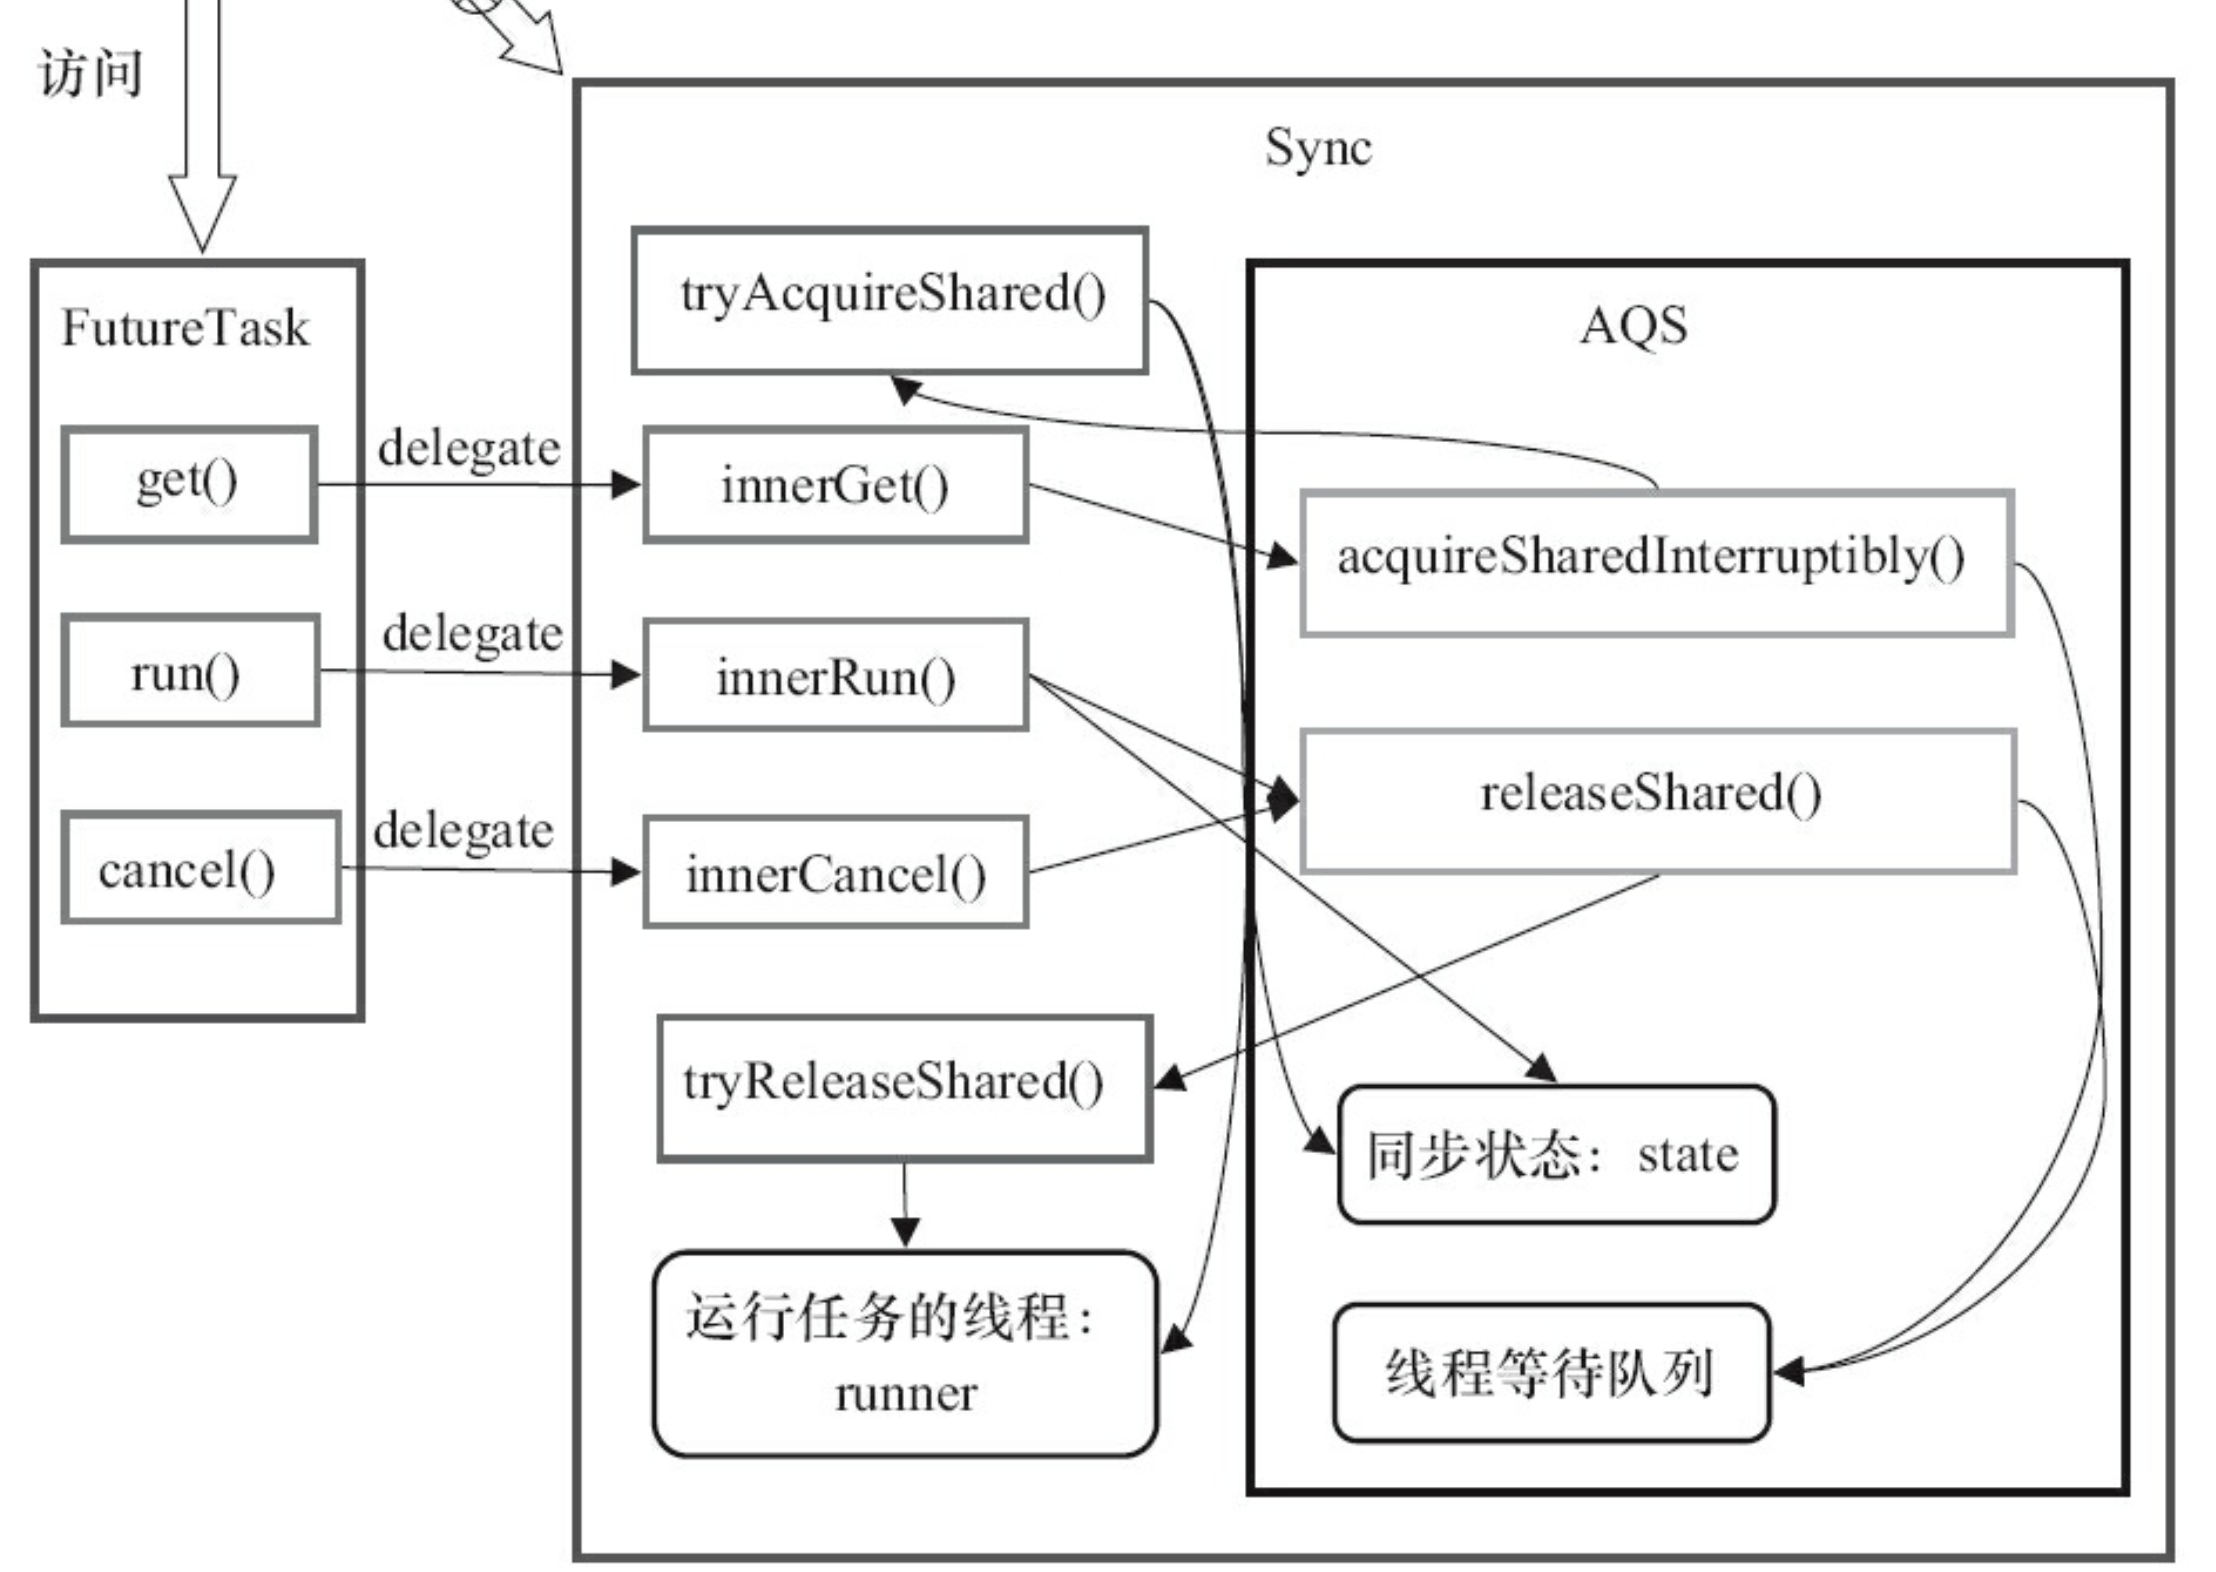 访问
Sync
tryAcquireShared()
FutureTask
AQS
get()
delegate
innerGet()
acquireSharedInterruptibly()
run()
delegate
innerRun()
releaseShared()
cancel()
delegate
innerCancel()
tryReleaseShared()
同步状态：state
运行任务的线程：
runner
线程等待队列